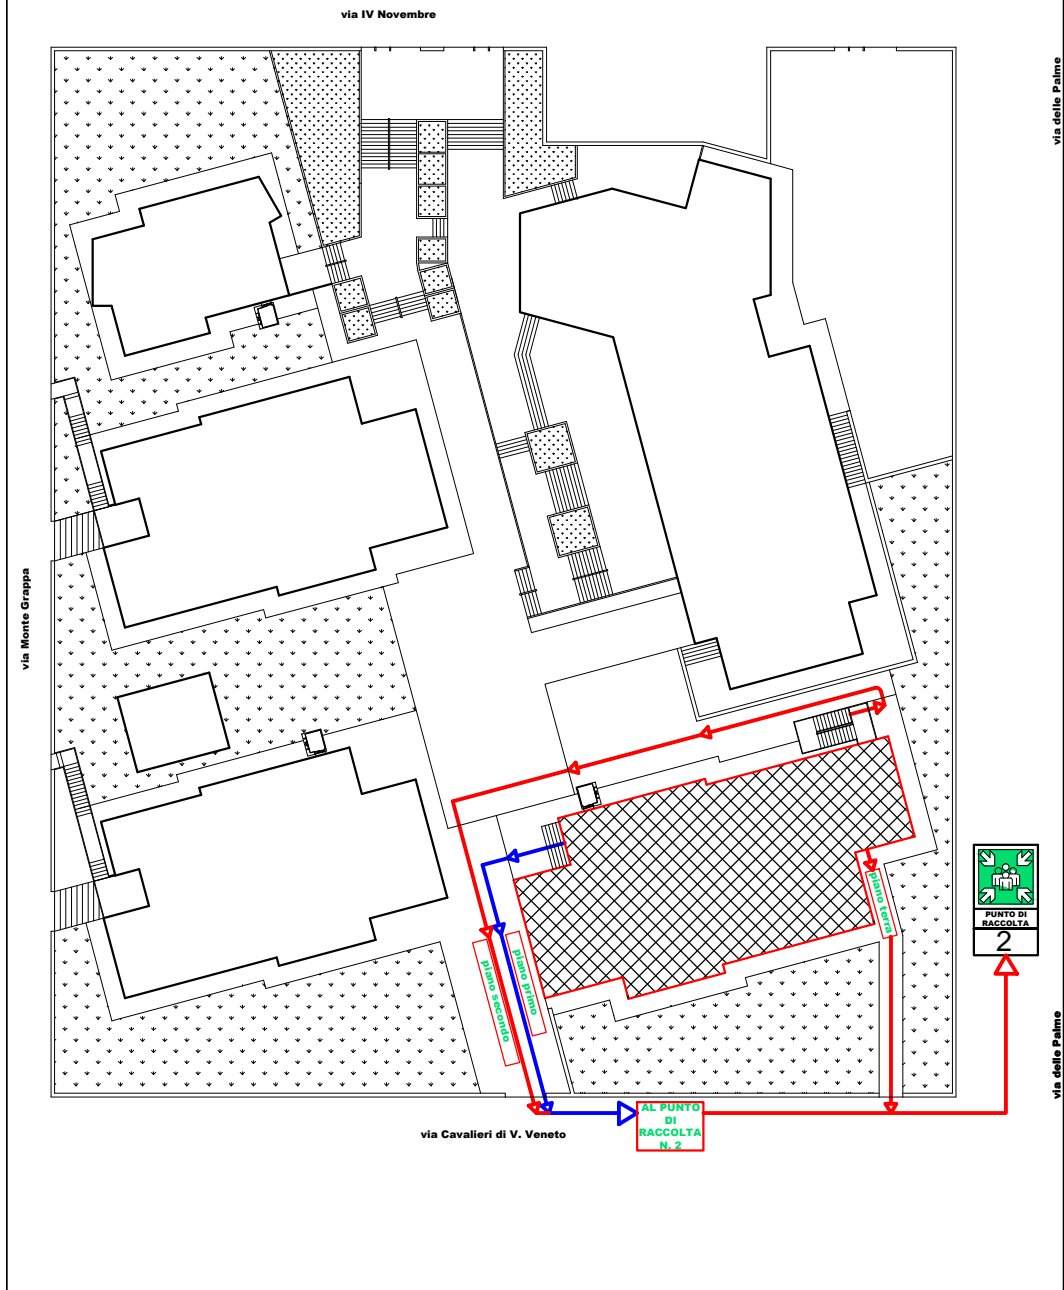 via IV Novembre
via delle Palme
via Monte Grappa
piano terra
PUNTO DI
RACCOLTA
2
piano primo
piano secondo
via delle Palme
AL PUNTO
DI
RACCOLTA
N. 2
via Cavalieri di V. Veneto